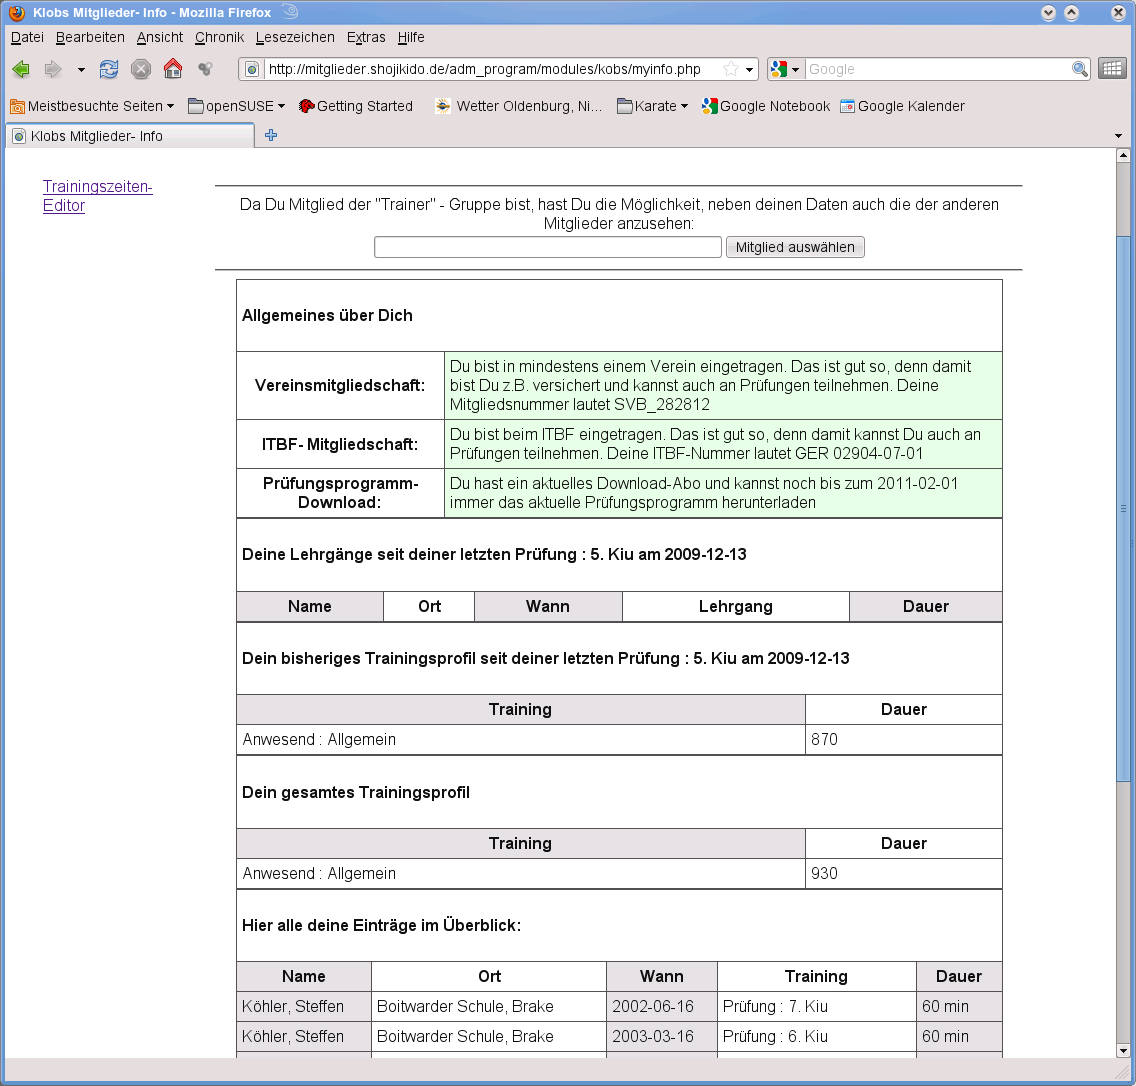 Klobs Mitglieder- Info - Mozilla Firefox
Datei Bearbeiten Ansicht Chronik Lesezeichen Extras Hilfe
http://mitglieder.shojikido.de/adm_program/modules/kobs/myinfo.php Google
Meistbesuchte Seiten openSUSE Getting Started Wetter Oldenburg, Ni... Karate Google Notebook Google Kalender
Klobs Mitglieder- Info
Trainingszeiten-
Editor
Da Du Mitglied der "Trainer" - Gruppe bist, hast Du die Möglichkeit, neben deinen Daten auch die der anderen
Mitglieder anzusehen:
Mitglied auswählen
Allgemeines über Dich
Vereinsmitgliedschaft:
Du bist in mindestens einem Verein eingetragen. Das ist gut so, denn damit
bist Du z.B. versichert und kannst auch an Prüfungen teilnehmen. Deine
Mitgliedsnummer lautet SVB_282812
ITBF- Mitgliedschaft:
Du bist beim ITBF eingetragen. Das ist gut so, denn damit kannst Du auch an
Prüfungen teilnehmen. Deine ITBF-Nummer lautet GER 02904-07-01
Prüfungsprogramm-
Download:
Du hast ein aktuelles Download-Abo und kannst noch bis zum 2011-02-01
immer das aktuelle Prüfungsprogramm herunterladen
Deine Lehrgänge seit deiner letzten Prüfung : 5. Kiu am 2009-12-13
Name Ort Wann Lehrgang Dauer
Dein bisheriges Trainingsprofil seit deiner letzten Prüfung : 5. Kiu am 2009-12-13
Training Dauer
Anwesend : Allgemein 870
Dein gesamtes Trainingsprofil
Training Dauer
Anwesend : Allgemein 930
Hier alle deine Einträge im Überblick:
Name Ort Wann Training Dauer
Köhler, Steffen Boitwarder Schule, Brake 2002-06-16 Prüfung : 7. Kiu 60 min
Köhler, Steffen Boitwarder Schule, Brake 2003-03-16 Prüfung : 6. Kiu 60 min